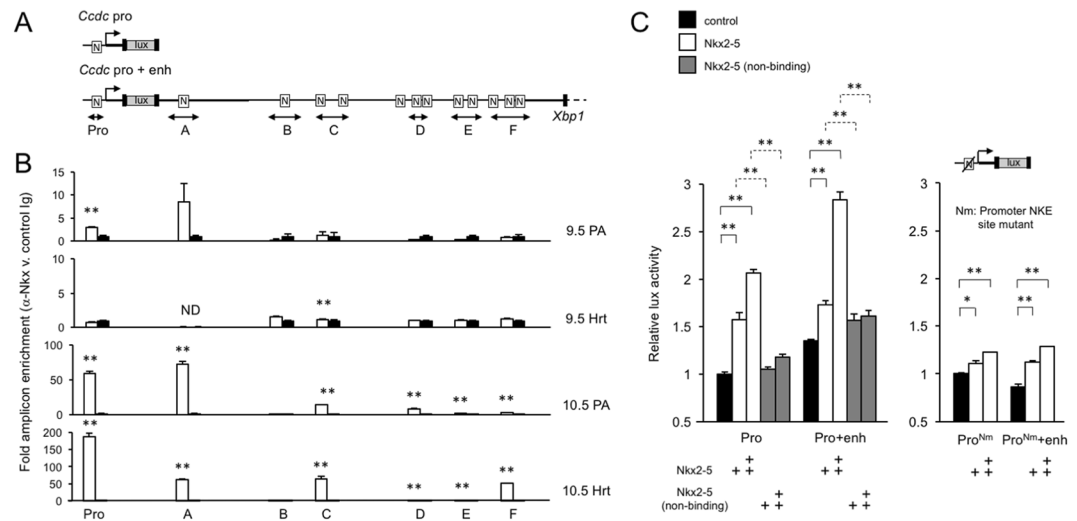 A
Ccdc pro
N
lux
Ccdc pro + enh
N
lux
N
N
N
N
N
N
N
N
N
N
N
N
Xbp1
Pro
A
B
C
D
E
F
B
Fold amplicon enrichment (α-Nkx v. control Ig)
15
10
5
0
**
9.5 PA
10
5
0
ND
**
9.5 Hrt
100
50
0
**
**
**
**
**
**
10.5 PA
200
150
100
50
0
**
**
**
**
**
**
10.5 Hrt
Pro
A
B
C
D
E
F
C
control
Nkx2-5
Nkx2-5 (non-binding)
Relative lux activity
3
2.5
2
1.5
1
0.5
**
**
**
**
**
**
**
**
Pro
Pro+enh
Nkx2-5
+
+
+
+
+
+
Nkx2-5
(non-binding)
+
+
+
+
+
+
N
lux
Nm: Promoter NKE
site mutant
3
2.5
2
1.5
1
0.5
**
*
**
**
Pro^Nm
Pro^Nm+enh
+
+
+
+
+
+